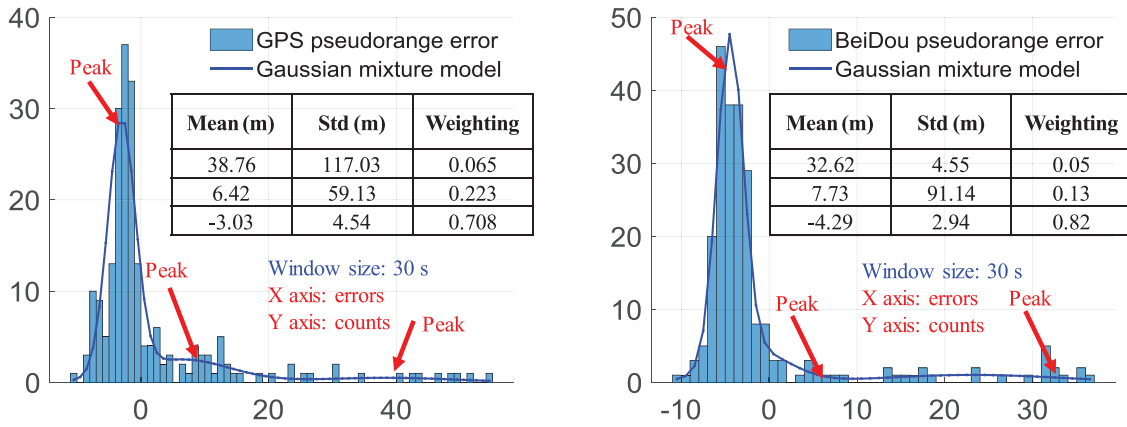 40
30
20
10
0
0
20
40
GPS pseudorange error
Gaussian mixture model
Peak
Mean (m) Std (m) Weighting
38.76 117.03 0.065
6.42 59.13 0.223
-3.03 4.54 0.708
Peak
Window size: 30 s
X axis: errors
Y axis: counts
Peak
50
40
30
20
10
0
-10
0
10
20
30
BeiDou pseudorange error
Gaussian mixture model
Peak
Mean (m) Std (m) Weighting
32.62 4.55 0.05
7.73 91.14 0.13
-4.29 2.94 0.82
Window size: 30 s
Peak
X axis: errors
Y axis: counts
Peak